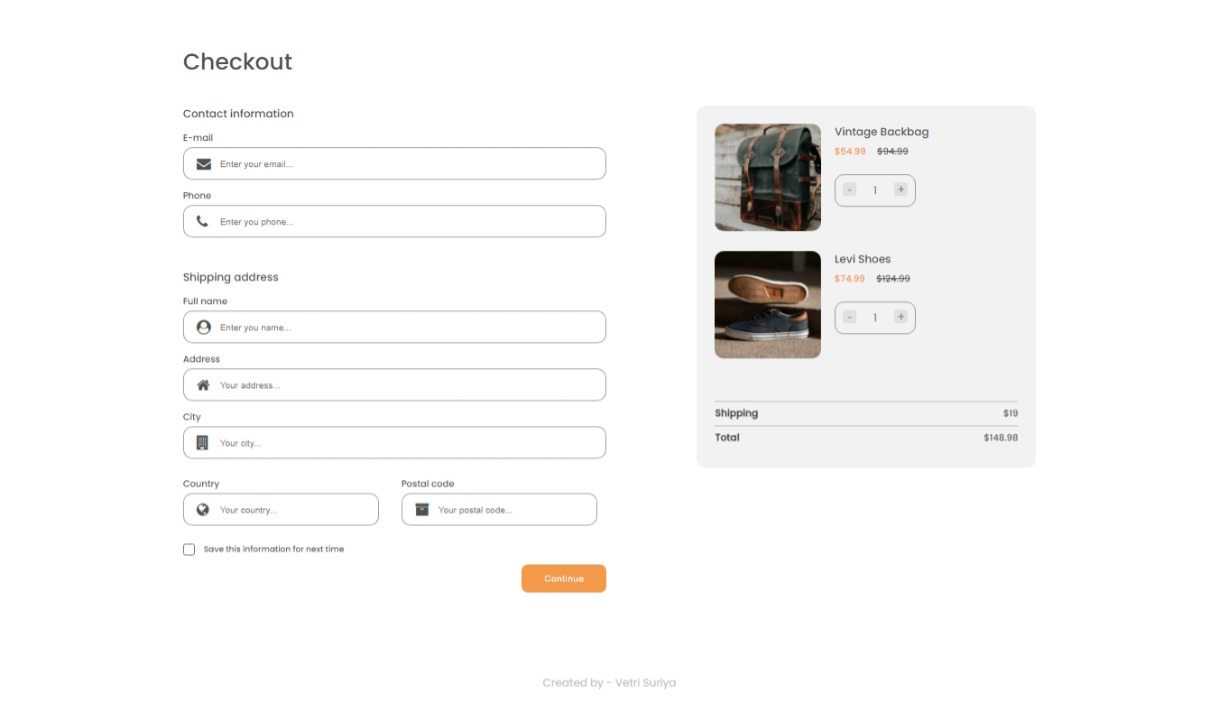 Checkout
Contact information
E-mail
Enter your email...
Phone
Enter you phone...
Shipping address
Full name
Enter you name...
Address
Your address...
City
Your city...
Country
Your country...
Postal code
Your postal code...
Save this information for next time
Continue
Vintage Backbag
$54.99 $94.99
- 1 +
Levi Shoes
$74.99 $124.99
- 1 +
Shipping $19
Total $148.98
Created by - Vetri Suriya